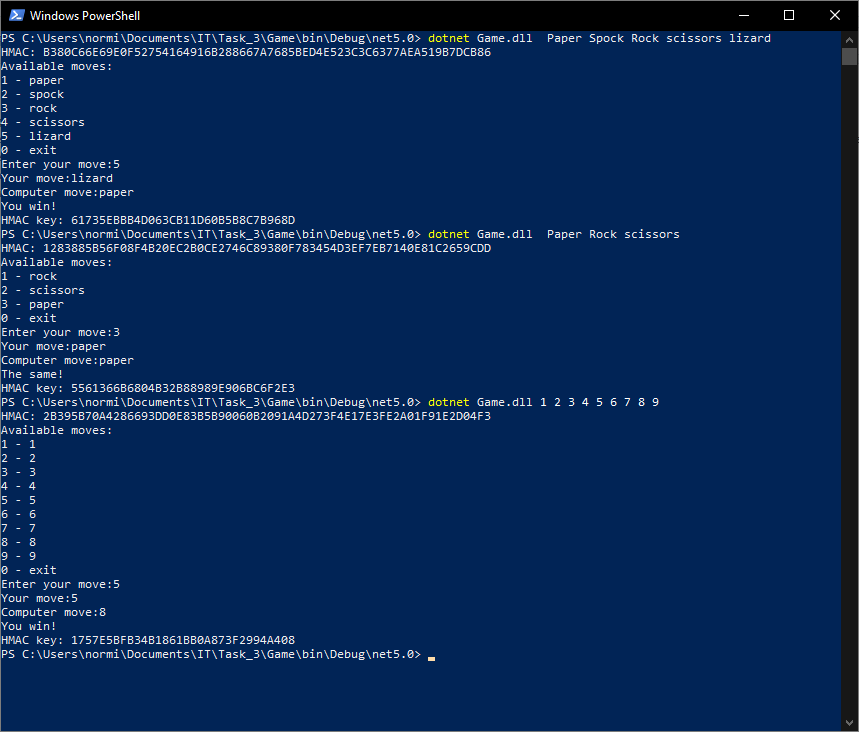 Windows PowerShell
PS C:\Users\normi\Documents\IT\Task_3\Game\bin\Debug\net5.0> dotnet Game.dll  Paper Spock Rock scissors lizard
HMAC: B380C66E69E0F52754164916B288667A7685BED4E523C3C6377AEA519B7DCB86
Available moves:
1 - paper
2 - spock
3 - rock
4 - scissors
5 - lizard
0 - exit
Enter your move:5
Your move:lizard
Computer move:paper
You win!
HMAC key: 61735EBBB4D063CB11D60B5B8C7B968D
PS C:\Users\normi\Documents\IT\Task_3\Game\bin\Debug\net5.0> dotnet Game.dll  Paper Rock scissors
HMAC: 1283885B56F08F4B20EC2B0CE2746C89380F783454D3EF7EB7140E81C2659CDD
Available moves:
1 - rock
2 - scissors
3 - paper
0 - exit
Enter your move:3
Your move:paper
Computer move:paper
The same!
HMAC key: 5561366B6804B32B88989E906BC6F2E3
PS C:\Users\normi\Documents\IT\Task_3\Game\bin\Debug\net5.0> dotnet Game.dll 1 2 3 4 5 6 7 8 9
HMAC: 2B395B70A4286693DD0E83B5B90060B2091A4D273F4E17E3FE2A01F91E2D04F3
Available moves:
1 - 1
2 - 2
3 - 3
4 - 4
5 - 5
6 - 6
7 - 7
8 - 8
9 - 9
0 - exit
Enter your move:5
Your move:5
Computer move:8
You win!
HMAC key: 1757E5BFB34B1861BB0A873F2994A408
PS C:\Users\normi\Documents\IT\Task_3\Game\bin\Debug\net5.0>